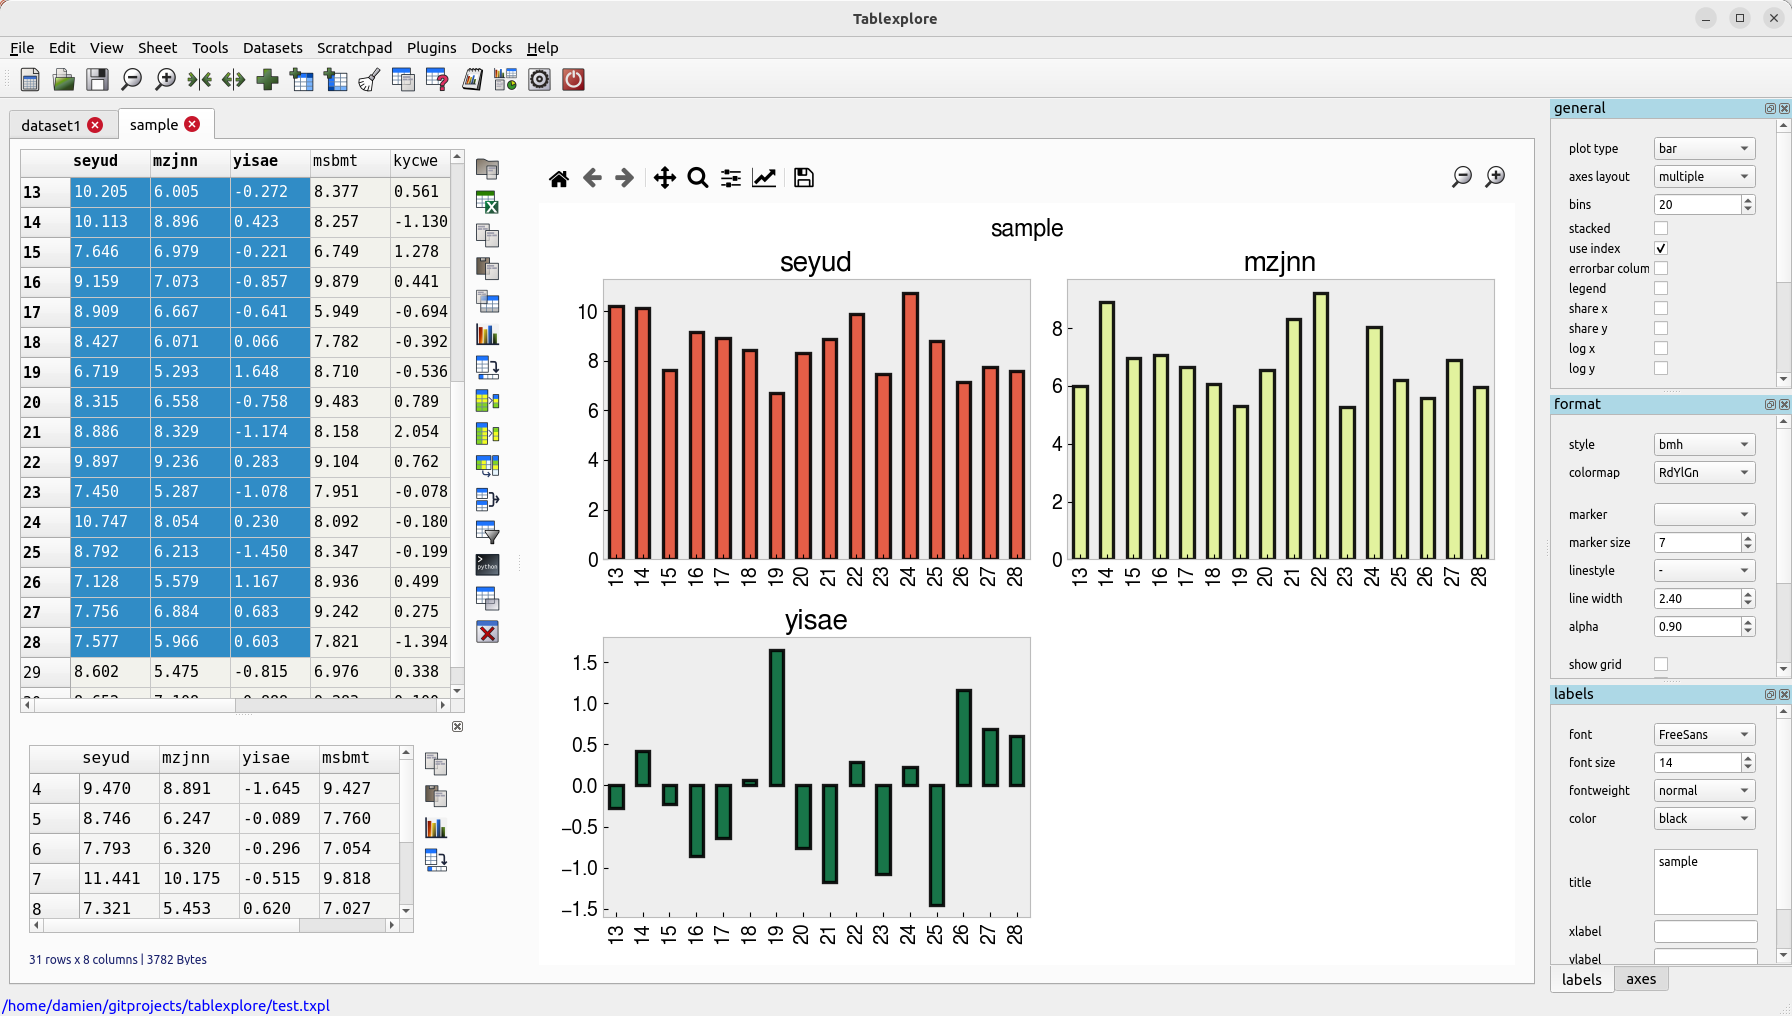 Tablexplore
File Edit View Sheet Tools Datasets Scratchpad Plugins Docks Help
dataset1 sample
seyud mzjnn yisae msbmt kycwe
13 10.205 6.005 -0.272 8.377 0.561
14 10.113 8.896 0.423 8.257 -1.130
15 7.646 6.979 -0.221 6.749 1.278
16 9.159 7.073 -0.857 9.879 0.441
17 8.909 6.667 -0.641 5.949 -0.694
18 8.427 6.071 0.066 7.782 -0.392
19 6.719 5.293 1.648 8.710 -0.536
20 8.315 6.558 -0.758 9.483 0.789
21 8.886 8.329 -1.174 8.158 2.054
22 9.897 9.236 0.283 9.104 0.762
23 7.450 5.287 -1.078 7.951 -0.078
24 10.747 8.054 0.230 8.092 -0.180
25 8.792 6.213 -1.450 8.347 -0.199
26 7.128 5.579 1.167 8.936 0.499
27 7.756 6.884 0.683 9.242 0.275
28 7.577 5.966 0.603 7.821 -1.394
29 8.602 5.475 -0.815 6.976 0.338
python
seyud mzjnn yisae msbmt
4 9.470 8.891 -1.645 9.427
5 8.746 6.247 -0.089 7.760
6 7.793 6.320 -0.296 7.054
7 11.441 10.175 -0.515 9.818
8 7.321 5.453 0.620 7.027
31 rows x 8 columns | 3782 Bytes
/home/damien/gitprojects/tablexplore/test.txpl
sample
seyud
10
8
6
4
2
0
13 14 15 16 17 18 19 20 21 22 23 24 25 26 27 28
mzjnn
8
6
4
2
0
13 14 15 16 17 18 19 20 21 22 23 24 25 26 27 28
yisae
1.5
1.0
0.5
0.0
−0.5
−1.0
−1.5
13 14 15 16 17 18 19 20 21 22 23 24 25 26 27 28
general
plot type bar
axes layout multiple
bins 20
stacked
use index
errorbar colum
legend
share x
share y
log x
log y
format
style bmh
colormap RdYlGn
marker
marker size 7
linestyle -
line width 2.40
alpha 0.90
show grid
labels
font FreeSans
font size 14
fontweight normal
color black
title sample
xlabel
ylabel
labels axes